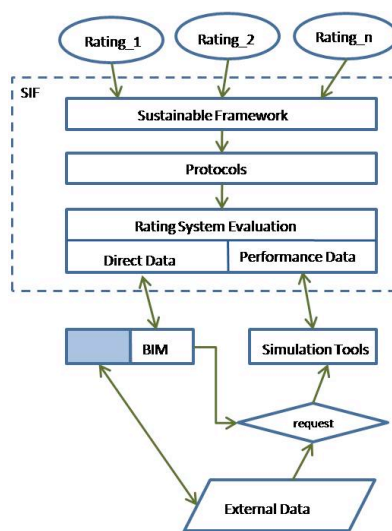 Rating_1
Rating_2
Rating_n
SIF
Sustainable Framework
Protocols
Rating System Evaluation
Direct Data
Performance Data
BIM
Simulation Tools
request
External Data